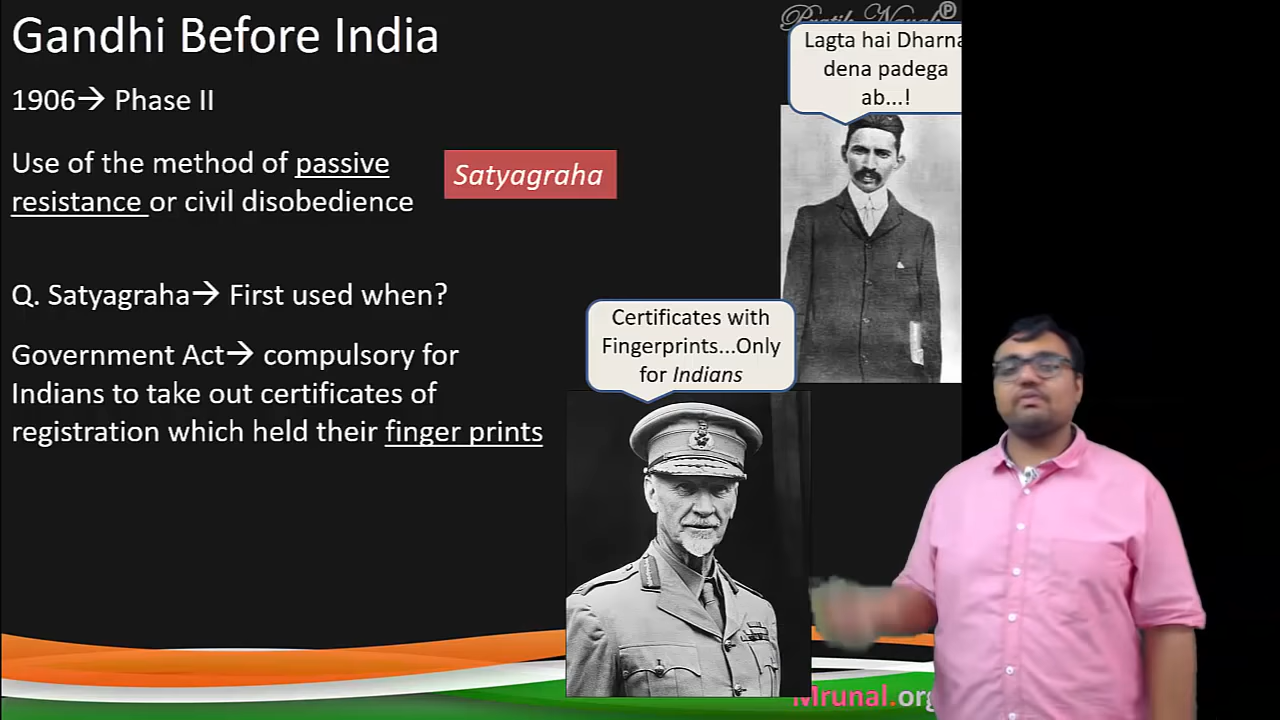 Gandhi Before India
Pratik Nayak
Lagta hai Dharna
dena padega
ab...!
1906→ Phase II
Use of the method of passive
resistance or civil disobedience
Satyagraha
Q. Satyagraha→ First used when?
Certificates with
Fingerprints...Only
for Indians
Government Act→ compulsory for
Indians to take out certificates of
registration which held their finger prints
Mrunal.org